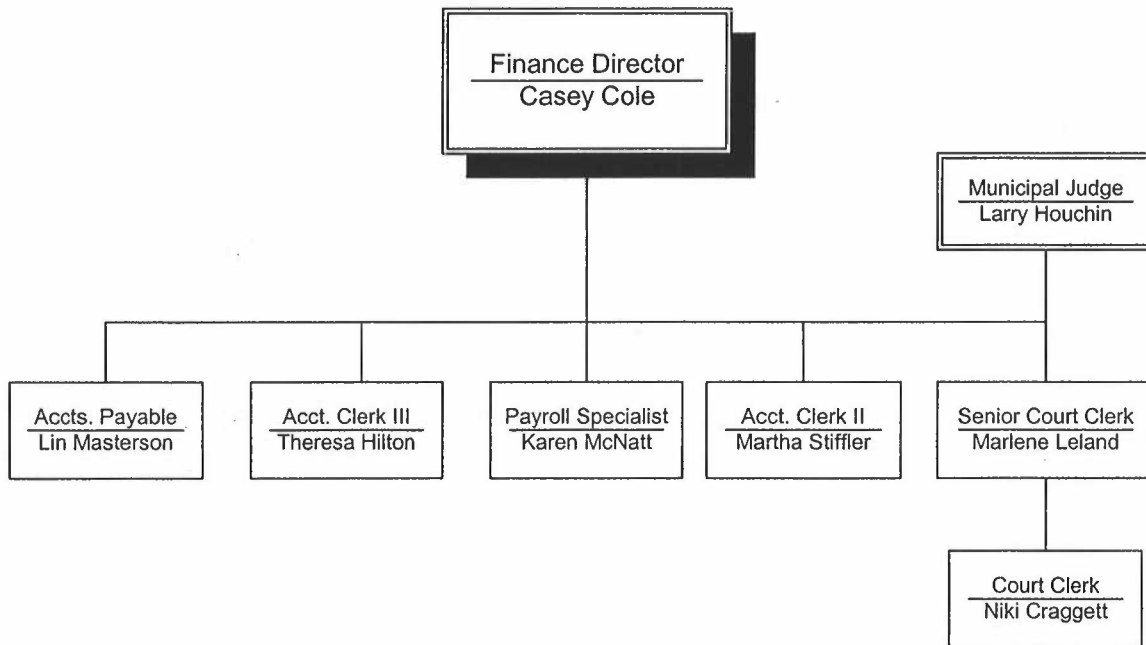 Finance Director
Casey Cole
Municipal Judge
Larry Houchin
Accts. Payable
Lin Masterson
Acct. Clerk III
Theresa Hilton
Payroll Specialist
Karen McNatt
Acct. Clerk II
Martha Stiffler
Senior Court Clerk
Marlene Leland
Court Clerk
Niki Craggett